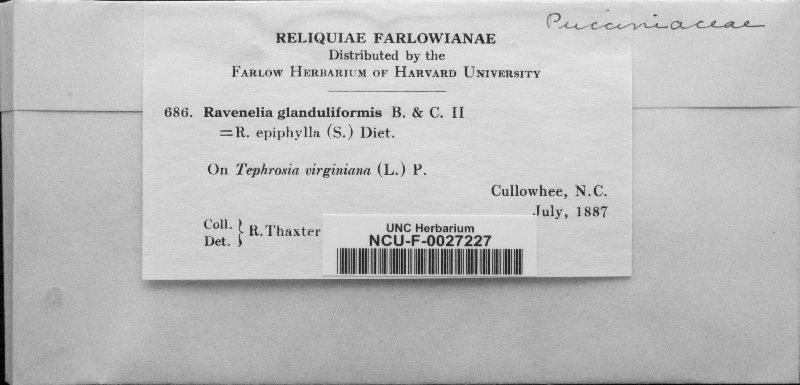 Pucciniaceae
RELIQUIAE FARLOWIANAE
Distributed by the
FARLOW HERBARIUM OF HARVARD UNIVERSITY
686. Ravenelia glanduliformis B. & C. II
=R. epiphylla (S.) Diet.
On Tephrosia virginiana (L.) P.
Cullowhee, N.C.
July, 1887
Coll. } R. Thaxter
Det.
UNC Herbarium
NCU-F-0027227